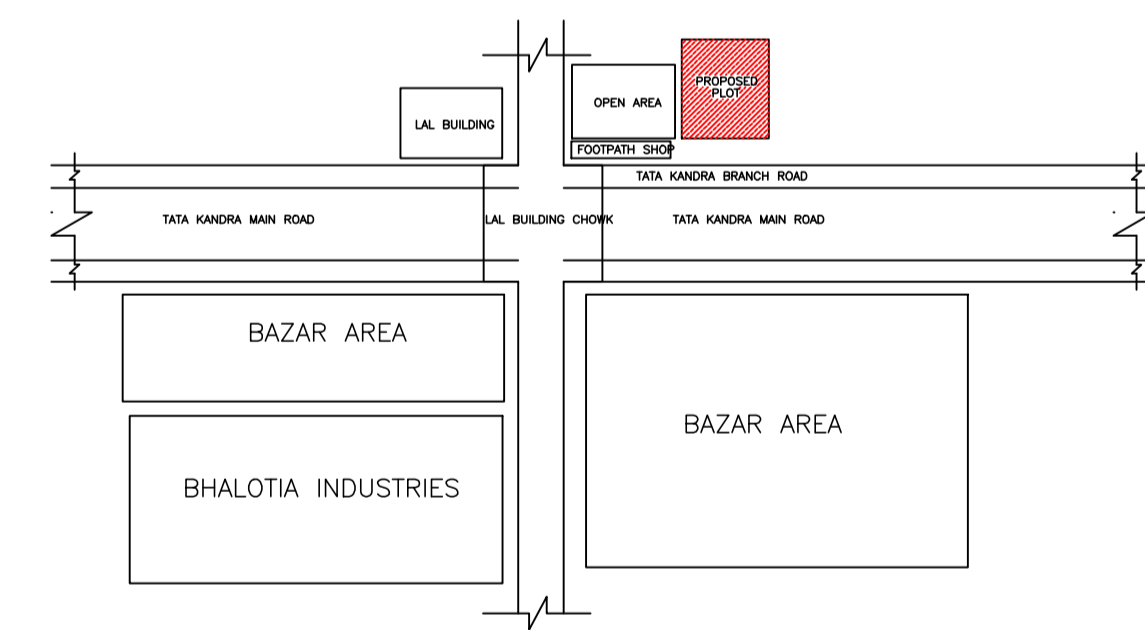 PROPOSED
PLOT
OPEN AREA
LAL BUILDING
FOOTPATH SHOP
TATA KANDRA BRANCH ROAD
TATA KANDRA MAIN ROAD
LAL BUILDING CHOWK
TATA KANDRA MAIN ROAD
BAZAR AREA
BAZAR AREA
BHALOTIA INDUSTRIES